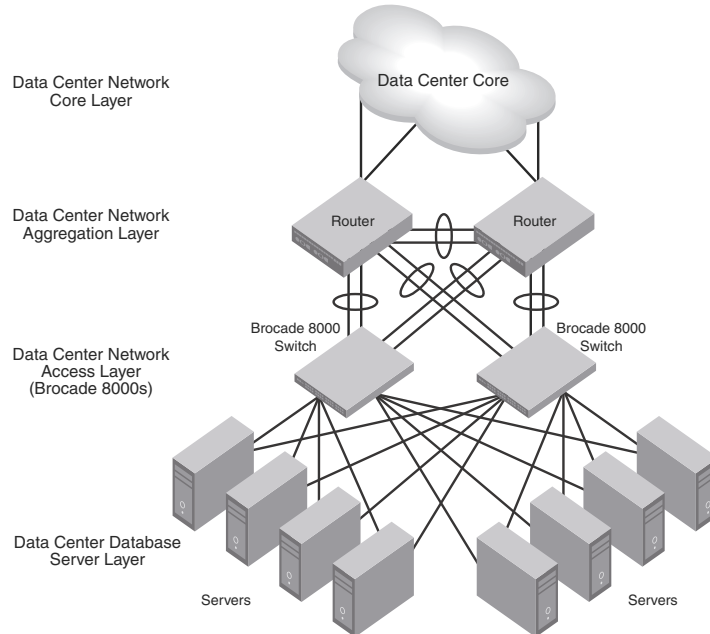 Data Center Network
Core Layer
Data Center Core
Data Center Network
Aggregation Layer
Router
Router
Brocade 8000
Switch
Brocade 8000
Switch
Data Center Network
Access Layer
(Brocade 8000s)
Data Center Database
Server Layer
Servers
Servers